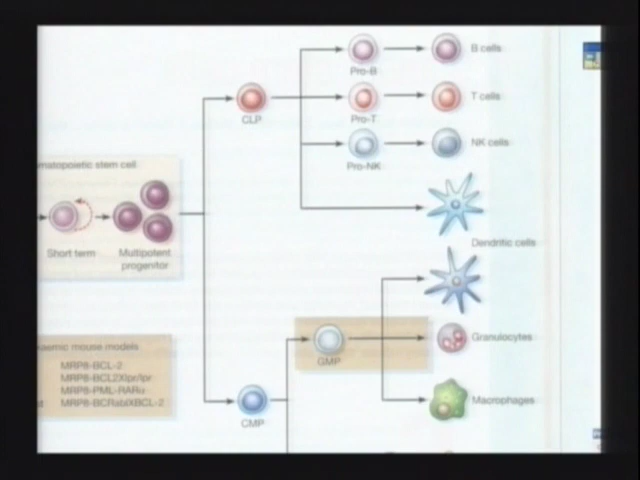 B cells
Pro-B
T cells
CLP
Pro-T
NK cells
Pro-NK
matopoietic stem cell
Short term
Multipotent
progenitor
Dendritic cells
aemic mouse models
MRP8-BCL-2
MRP8-BCL2Xlpr/lpr
MRP8-PML-RARα
MRP8-BCRablXBCL-2
GMP
Granulocytes
Macrophages
CMP